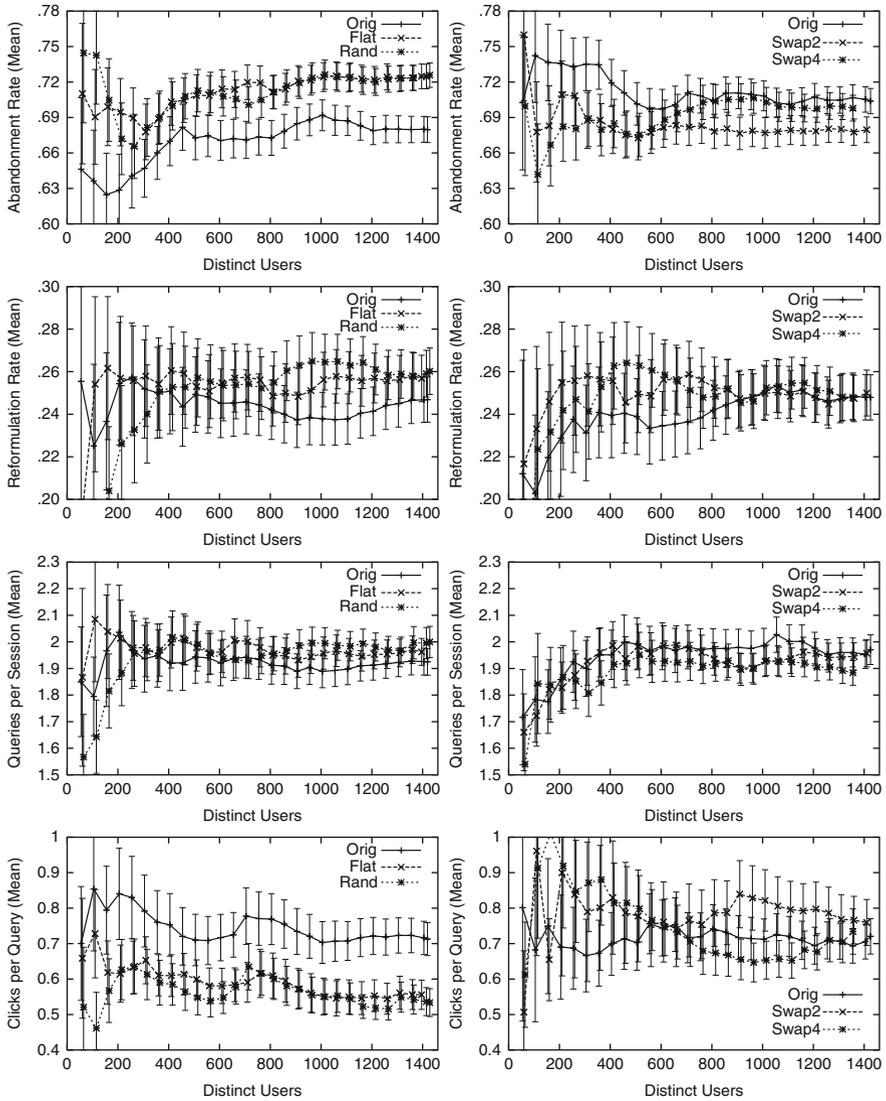 Abandonment Rate (Mean)
.78
.75
.72
.69
.66
.63
.60
Orig
Flat
Rand
0 200 400 600 800 1000 1200 1400
Distinct Users
Abandonment Rate (Mean)
.78
.75
.72
.69
.66
.63
.60
Orig
Swap2
Swap4
0 200 400 600 800 1000 1200 1400
Distinct Users
Reformulation Rate (Mean)
.30
.28
.26
.24
.22
.20
Orig
Flat
Rand
0 200 400 600 800 1000 1200 1400
Distinct Users
Reformulation Rate (Mean)
.30
.28
.26
.24
.22
.20
Orig
Swap2
Swap4
0 200 400 600 800 1000 1200 1400
Distinct Users
Queries per Session (Mean)
2.3
2.2
2.1
2
1.9
1.8
1.7
1.6
1.5
Orig
Flat
Rand
0 200 400 600 800 1000 1200 1400
Distinct Users
Queries per Session (Mean)
2.3
2.2
2.1
2
1.9
1.8
1.7
1.6
1.5
Orig
Swap2
Swap4
0 200 400 600 800 1000 1200 1400
Distinct Users
Clicks per Query (Mean)
1
0.9
0.8
0.7
0.6
0.5
0.4
Orig
Flat
Rand
0 200 400 600 800 1000 1200 1400
Distinct Users
Clicks per Query (Mean)
1
0.9
0.8
0.7
0.6
0.5
0.4
Orig
Swap2
Swap4
0 200 400 600 800 1000 1200 1400
Distinct Users